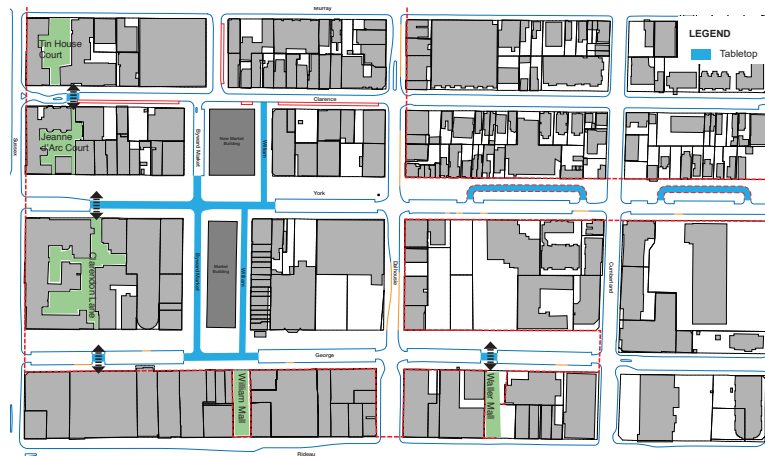 Murray
LEGEND
Tabletop
Tin House
Court
Clarence
Jeanne
d'Arc Court
Sussex
Byward Market
New Market
Building
William
York
Clarendon Lane
Byward Market
Market
Building
William
Dalhousie
Cumberland
George
William Mall
Waller Mall
Rideau